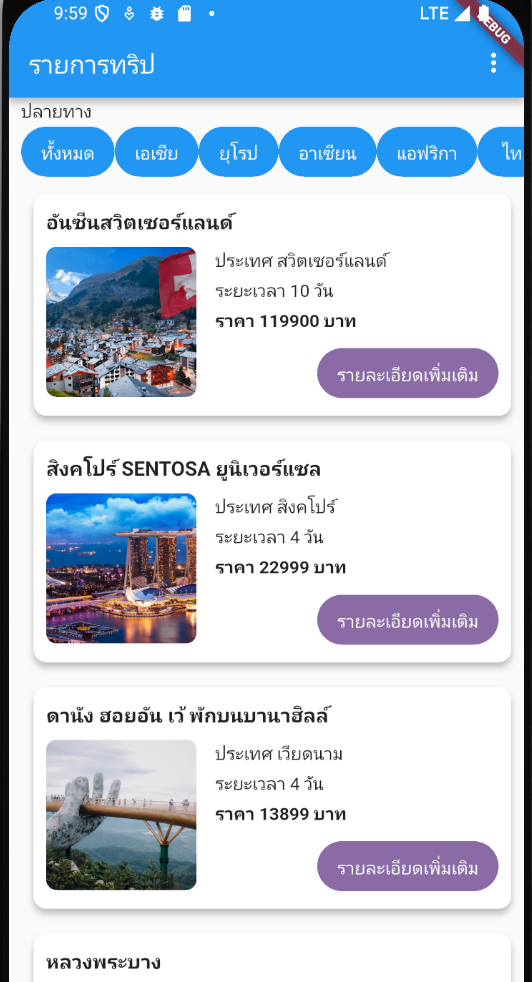 9:59 LTE
รายการทริป
ปลายทาง
ทั้งหมด เอเชีย ยุโรป อาเซียน แอฟริกา ไท
อันซีนสวิตเซอร์แลนด์
ประเทศ สวิตเซอร์แลนด์
ระยะเวลา 10 วัน
ราคา 119900 บาท
รายละเอียดเพิ่มเติม
สิงคโปร์ SENTOSA ยูนิเวอร์แซล
ประเทศ สิงคโปร์
ระยะเวลา 4 วัน
ราคา 22999 บาท
รายละเอียดเพิ่มเติม
ดานัง ฮอยอัน เว้ พักบนบานาฮิลล์
ประเทศ เวียดนาม
ระยะเวลา 4 วัน
ราคา 13899 บาท
รายละเอียดเพิ่มเติม
หลวงพระบาง